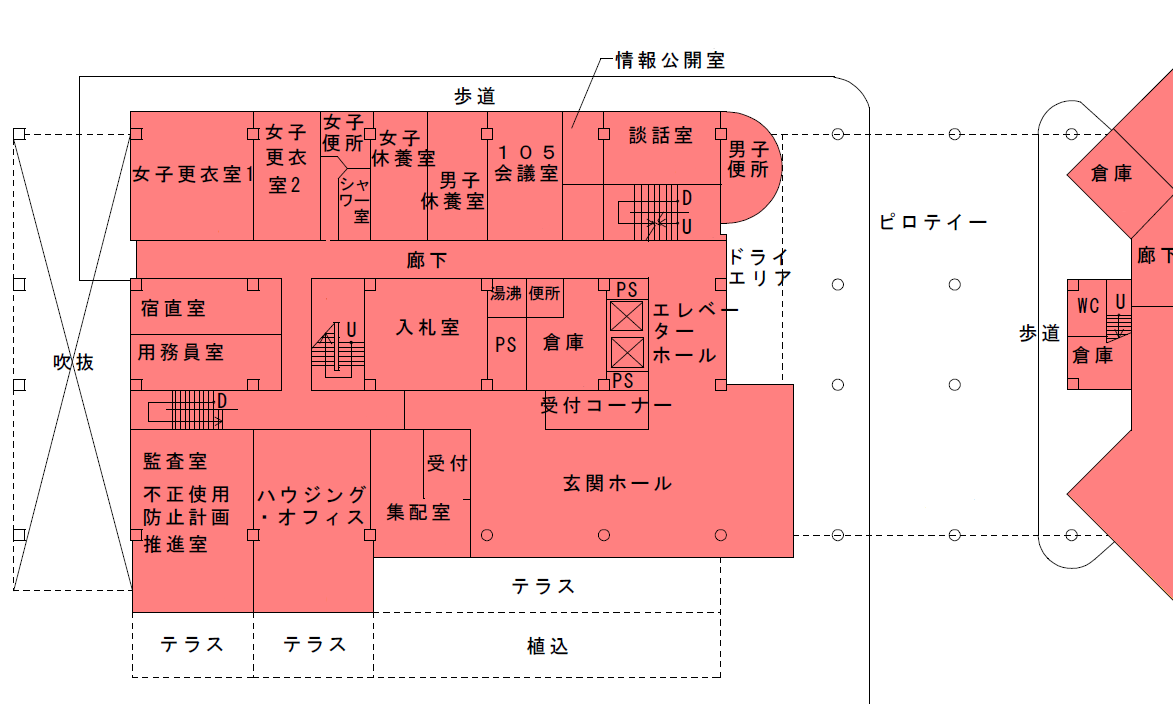 情報公開室
歩道
女子更衣室1
女子
更衣
室2
女子
便所
シャ
ワー
室
女子
休養室
男子
休養室
１０５
会議室
談話室
D
U
男子
便所
倉庫
ピロテイー
廊下
ドライ
エリア
廊下
宿直室
用務員室
U
入札室
湯沸
便所
PS
倉庫
PS
PS
エレベー
ター
ホール
WC
U
倉庫
歩道
吹抜
D
受付コーナー
監査室
不正使用
防止計画
推進室
ハウジング
・オフィス
受付
集配室
玄関ホール
テラス
テラス
テラス
植込